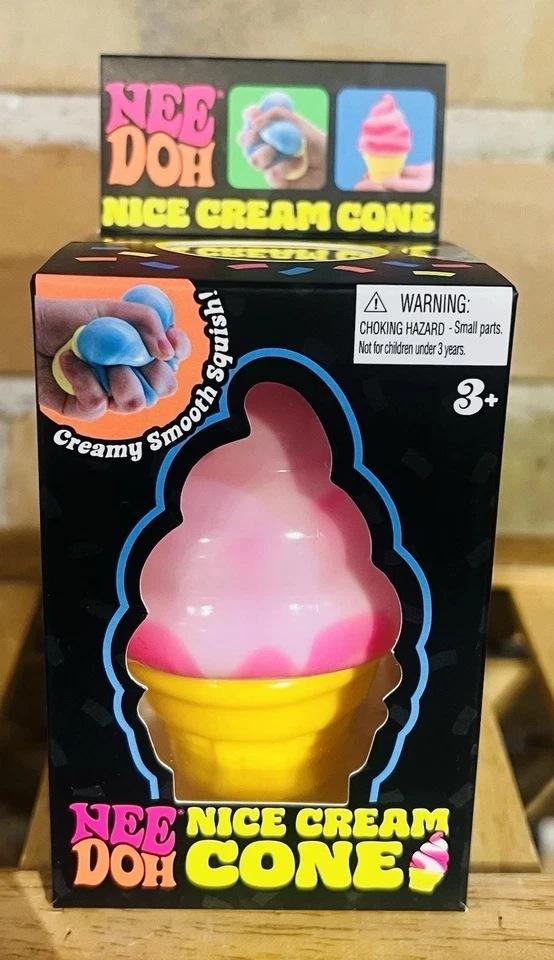 NEE
DOH
NICE CREAM CONE
Creamy Smooth Squish!
WARNING:
CHOKING HAZARD - Small parts.
Not for children under 3 years.
3+
NEE
DOH
NICE CREAM
CONE